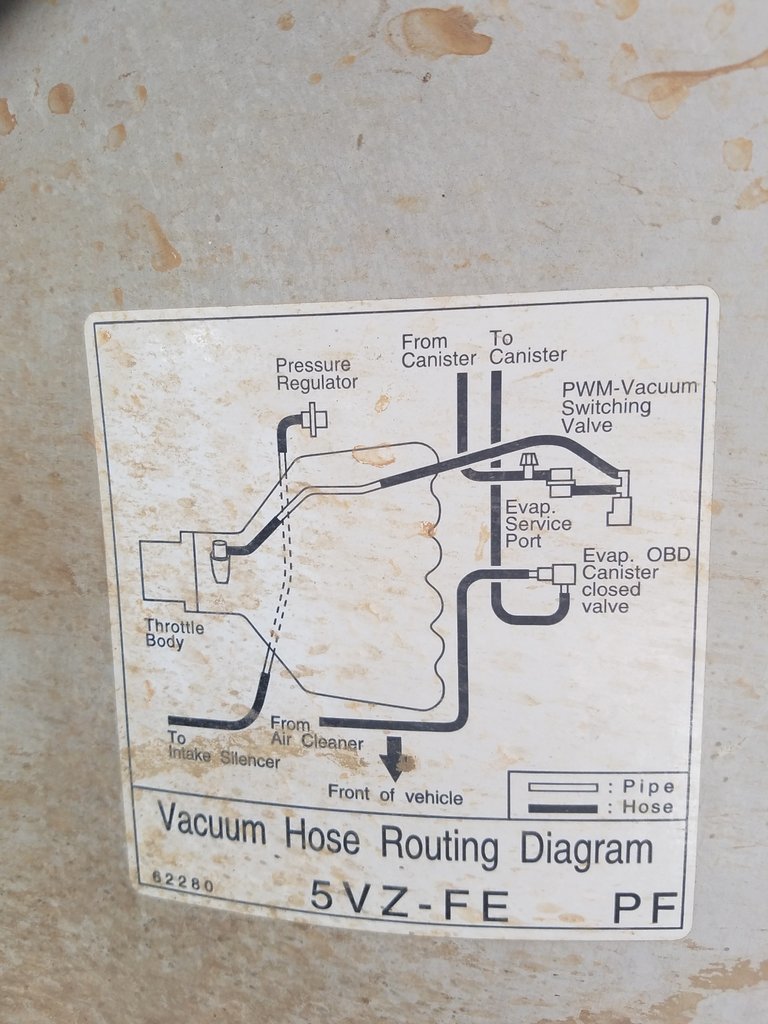 From
Canister
To
Canister
Pressure
Regulator
PWM-Vacuum
Switching
Valve
Evap.
Service
Port
Evap. OBD
Canister
closed
valve
Throttle
Body
To
Intake Silencer
From
Air Cleaner
Front of vehicle
: Pipe
: Hose
Vacuum Hose Routing Diagram
62280
5VZ-FE
PF